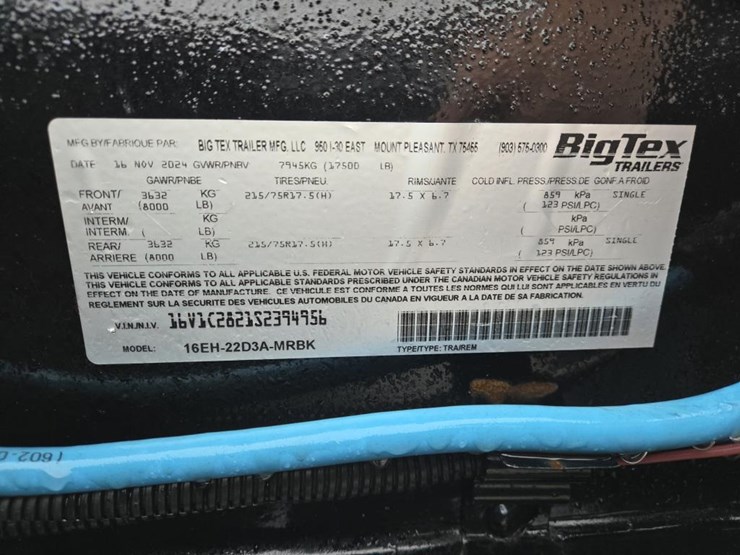 MFG BY/FABRIQUE PAR: BIG TEX TRAILER MFG. LLC 950 I-30 EAST MOUNT PLEASANT, TX 75455 (903) 575-0300 BigTex TRAILERS
DATE 16 NOV 2024 GVWR/PNBV 7945KG (17500 LB)
GAWR/PNBE TIRES/PNEU. RIMS/JANTE COLD INFL. PRESS./PRESS.DE GONF.A FROID
FRONT/ 3632 KG 215/75R17.5(H) 17.5 X 6.7 859 kPa SINGLE
AVANT (8000 LB) ( 123 PSI/LPC)
INTERM/ KG kPa
INTERM. ( LB) ( PSI/LPC)
REAR/ 3632 KG 215/75R17.5(H) 17.5 X 6.7 859 kPa SINGLE
ARRIERE (8000 LB) ( 123 PSI/LPC)
THIS VEHICLE CONFORMS TO ALL APPLICABLE U.S. FEDERAL MOTOR VEHICLE SAFETY STANDARDS IN EFFECT ON THE DATE SHOWN ABOVE
THIS VEHICLE CONFORMS TO ALL APPLICABLE STANDARDS PRESCRIBED UNDER THE CANADIAN MOTOR VEHICLE SAFETY REGULATIONS IN
EFFECT ON THE DATE OF MANUFACTURE. CE VEHICULE EST CONFORME A TOUTES LES NORMES QUI LUI SONT APPLICABLES EN VERTU DU
REGLEMENT SUR LA SECURITE DES VEHICULES AUTOMOBILES DU CANADA EN VIGUEUR A LA DATE DE SA FABRICATION.
V.I.N./N.I.V. 16V1C2821S2394956
MODEL: 16EH-22D3A-MRBK TYPE/TYPE: TRA/REM